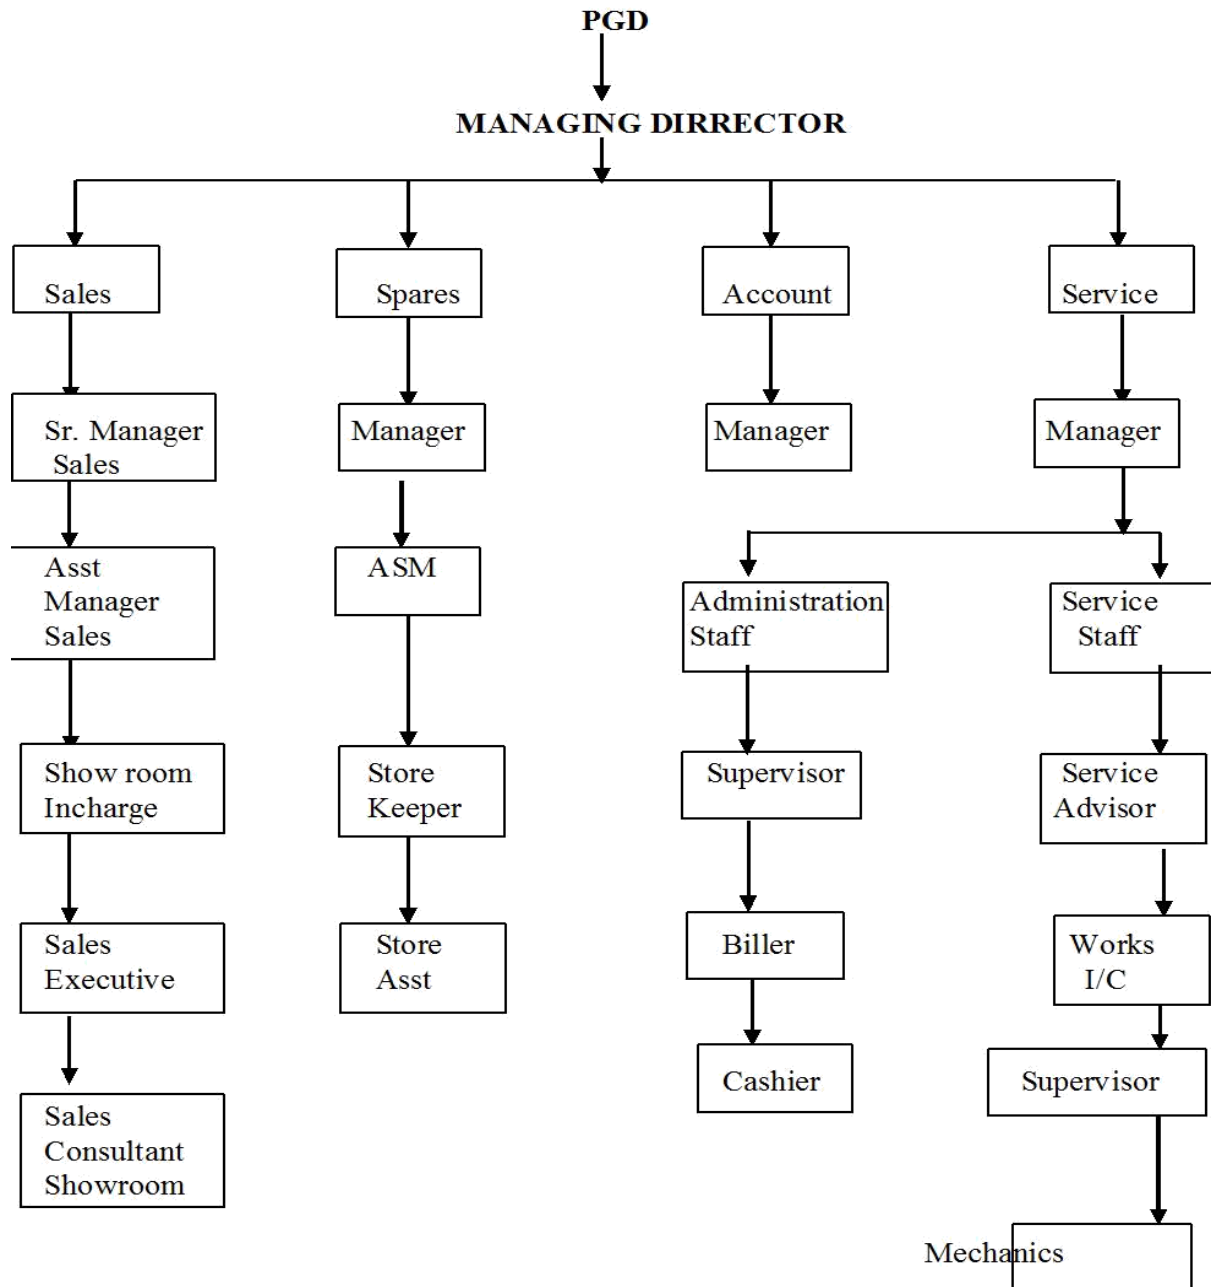 PGD
MANAGING DIRRECTOR
Sales
Spares
Account
Service
Sr. Manager
Sales
Manager
Manager
Manager
Asst
Manager
Sales
ASM
Administration
Staff
Service
Staff
Show room
Incharge
Store
Keeper
Supervisor
Service
Advisor
Sales
Executive
Store
Asst
Biller
Works
I/C
Cashier
Supervisor
Sales
Consultant
Showroom
Mechanics